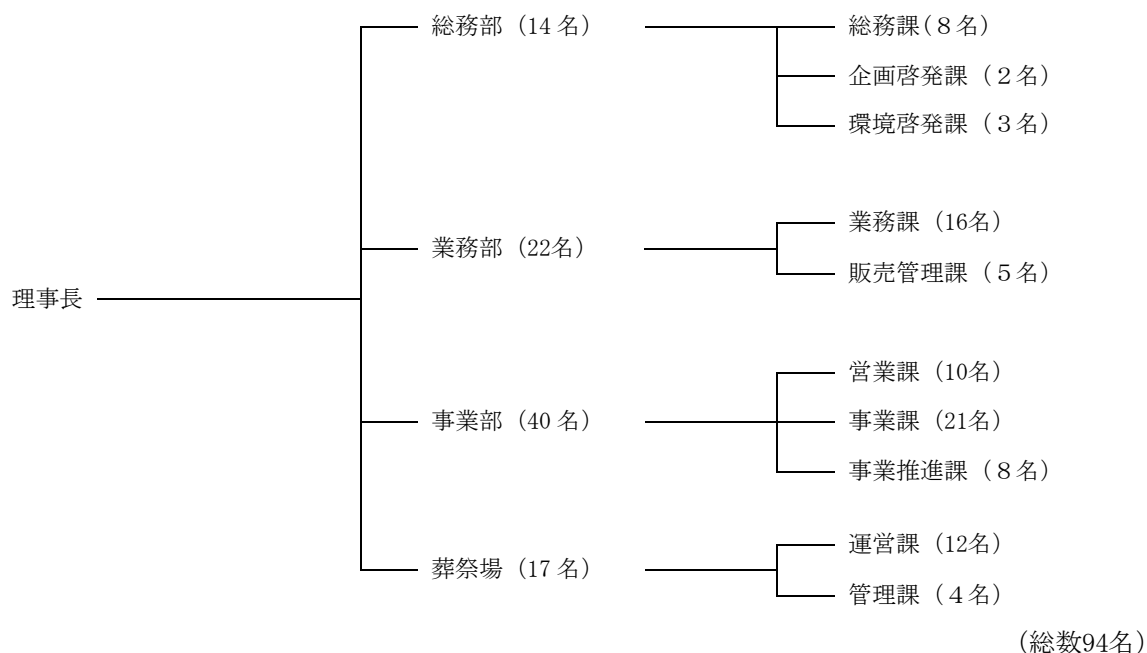 総務部（14 名） 総務課（８名）
企画啓発課（２名）
環境啓発課（３名）
業務課（16名）
業務部（22名）
販売管理課（５名）
理事長
営業課（10名）
事業部（40 名） 事業課（21名）
事業推進課（８名）
運営課（12名）
葬祭場（17 名）
管理課（４名）
（総数94名）